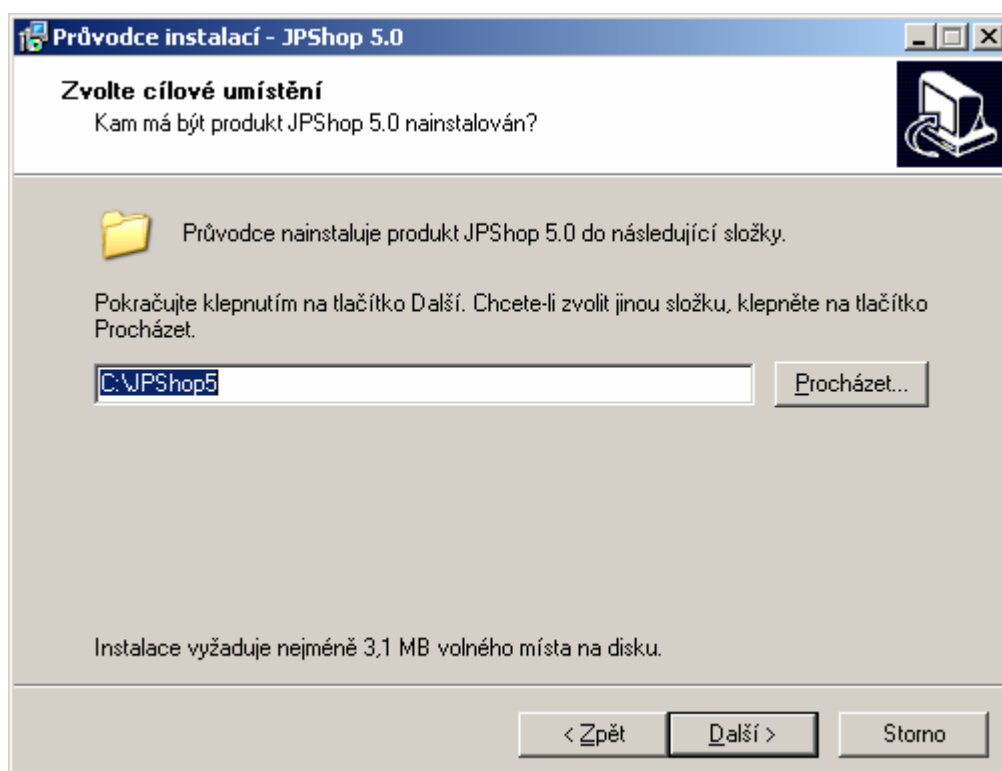 Průvodce instalací - JPShop 5.0
Zvolte cílové umístění
Kam má být produkt JPShop 5.0 nainstalován?
Průvodce nainstaluje produkt JPShop 5.0 do následující složky.
Pokračujte klepnutím na tlačítko Další. Chcete-li zvolit jinou složku, klepněte na tlačítko
Procházet.
C:\JPShop5
Procházet...
Instalace vyžaduje nejméně 3,1 MB volného místa na disku.
< Zpět
Další >
Storno